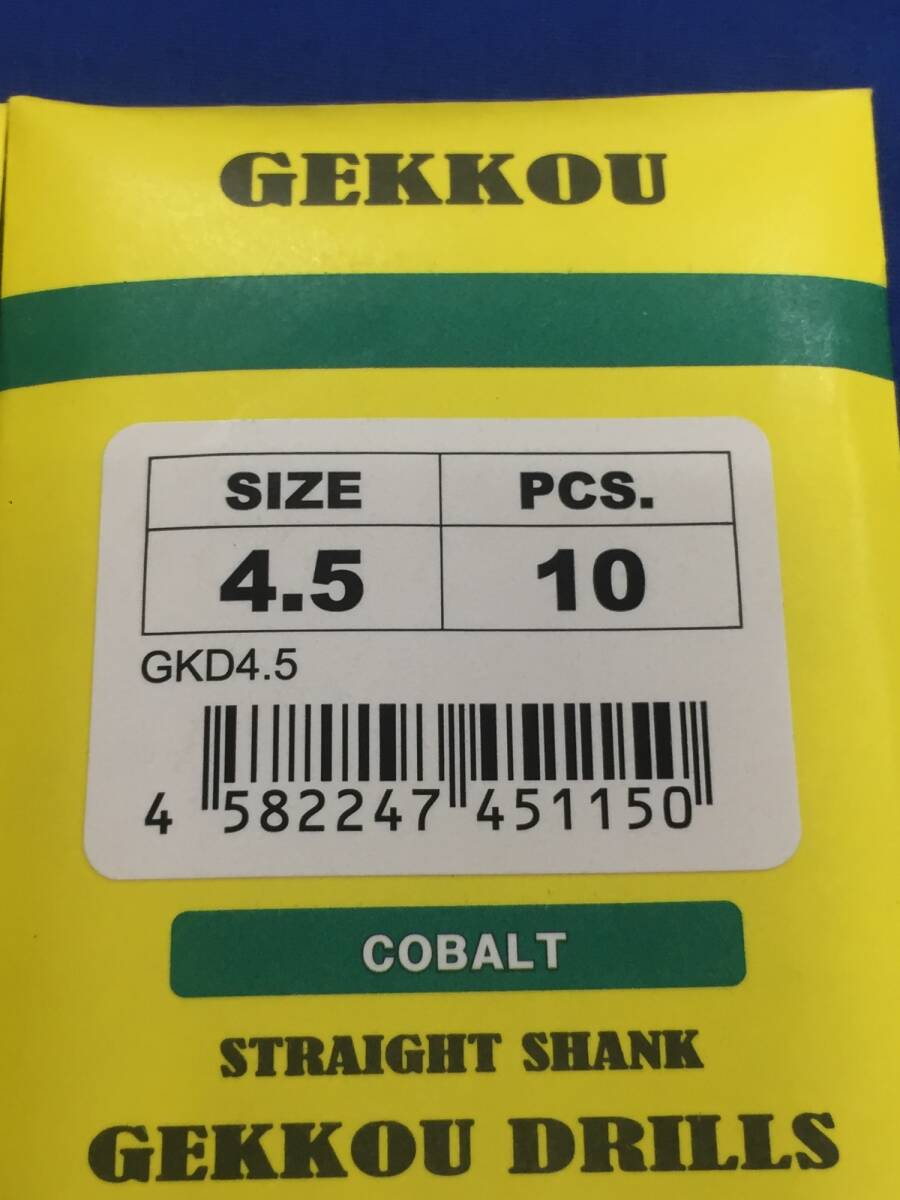 GEKKOU
SIZE PCS.
4.5 10
GKD4.5
4 582247 451150
COBALT
STRAIGHT SHANK
GEKKOU DRILLS